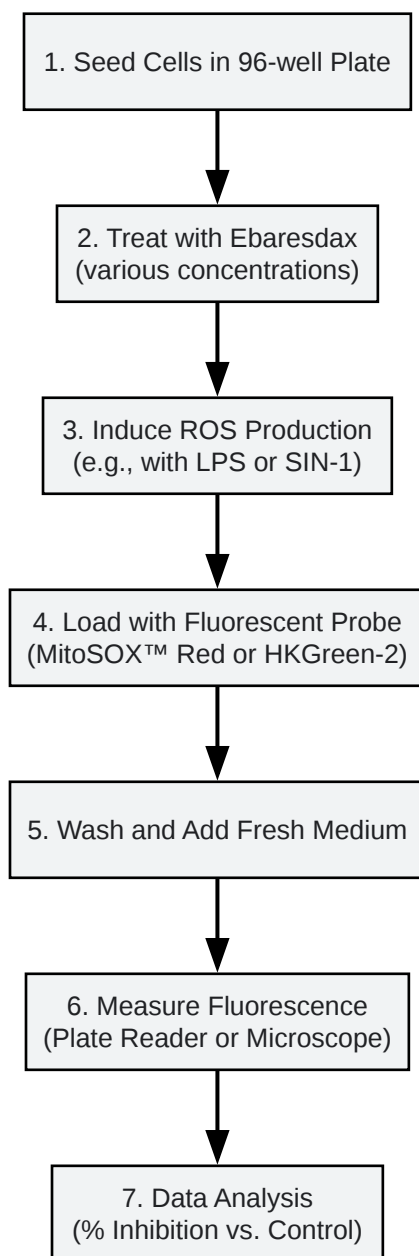 1. Seed Cells in 96-well Plate
2. Treat with Ebaresdax
(various concentrations)
3. Induce ROS Production
(e.g., with LPS or SIN-1)
4. Load with Fluorescent Probe
(MitoSOX™ Red or HKGreen-2)
5. Wash and Add Fresh Medium
6. Measure Fluorescence
(Plate Reader or Microscope)
7. Data Analysis
(% Inhibition vs. Control)